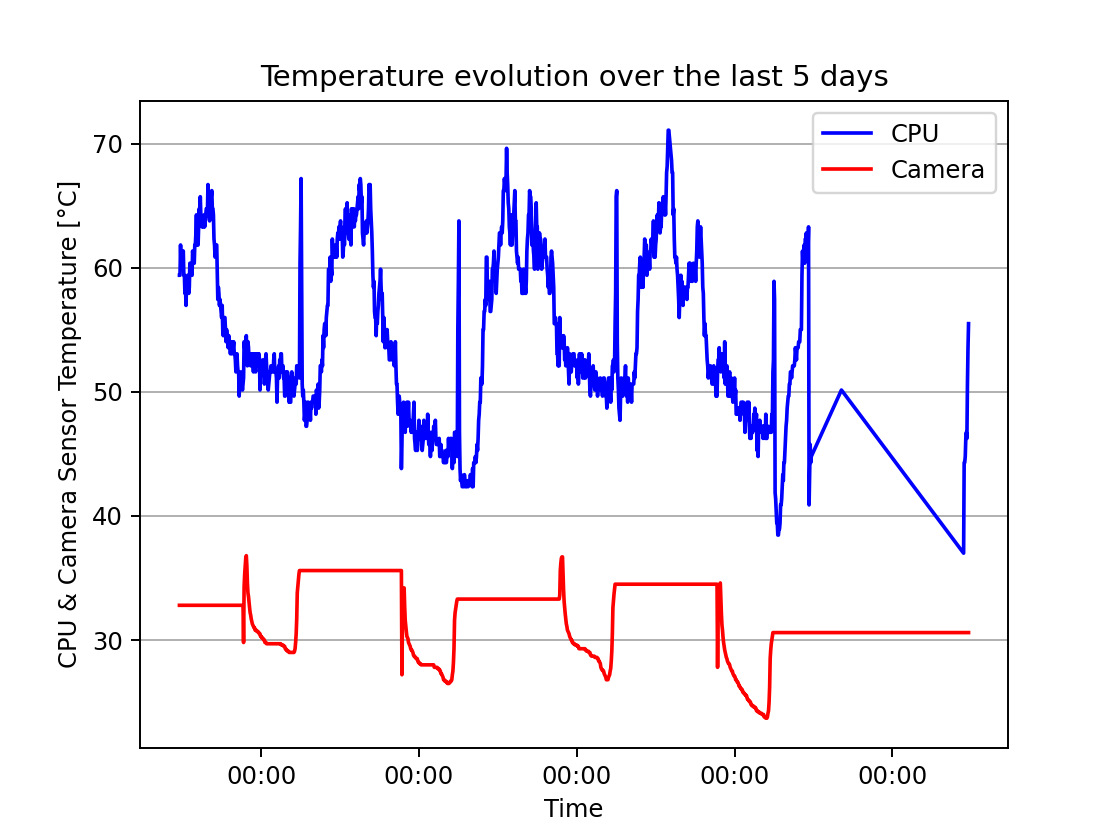 Temperature evolution over the last 5 days
CPU
Camera
CPU & Camera Sensor Temperature [°C]
70
60
50
40
30
00:00 00:00 00:00 00:00 00:00
Time